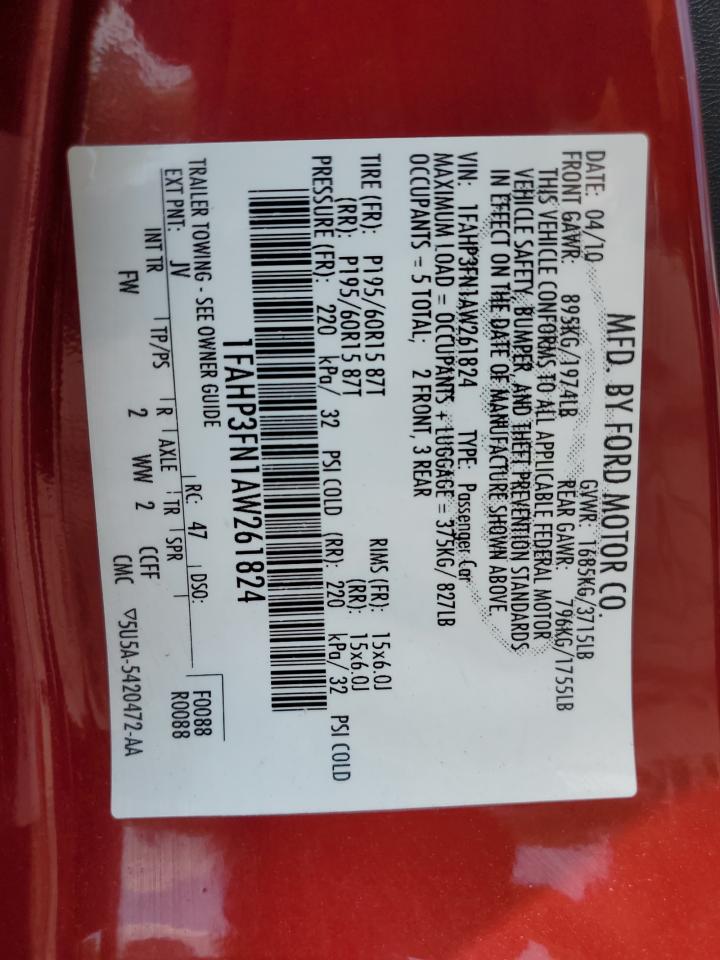 MFD. BY FORD MOTOR CO.
DATE: 04/10 GVWR: 1685KG/3715LB
FRONT GAWR: 895KG/1974LB REAR GAWR: 796KG/1755LB
THIS VEHICLE CONFORMS TO ALL APPLICABLE FEDERAL MOTOR
VEHICLE SAFETY, BUMPER, AND THEFT PREVENTION STANDARDS
IN EFFECT ON THE DATE OF MANUFACTURE SHOWN ABOVE.
VIN: 1FAHP3FN1AW261824 TYPE: Passenger Car
MAXIMUM LOAD = OCCUPANTS + LUGGAGE = 375KG/ 827LB
OCCUPANTS = 5 TOTAL; 2 FRONT, 3 REAR
TIRE (FR): P195/60R15 87T RIMS (FR): 15x6.0J
(RR): P195/60R15 87T (RR): 15x6.0J
PRESSURE (FR): 220 kPa/ 32 PSI COLD (RR): 220 kPa/ 32 PSI COLD
1FAHP3FN1AW261824
TRAILER TOWING - SEE OWNER GUIDE
F0088
EXT PNT: JV RC: 47 DSO: R0088
INT TR TP/PS R AXLE TR SPR
FW 2 WW 2 CCFF
CMC ▽5U5A-5420472-AA